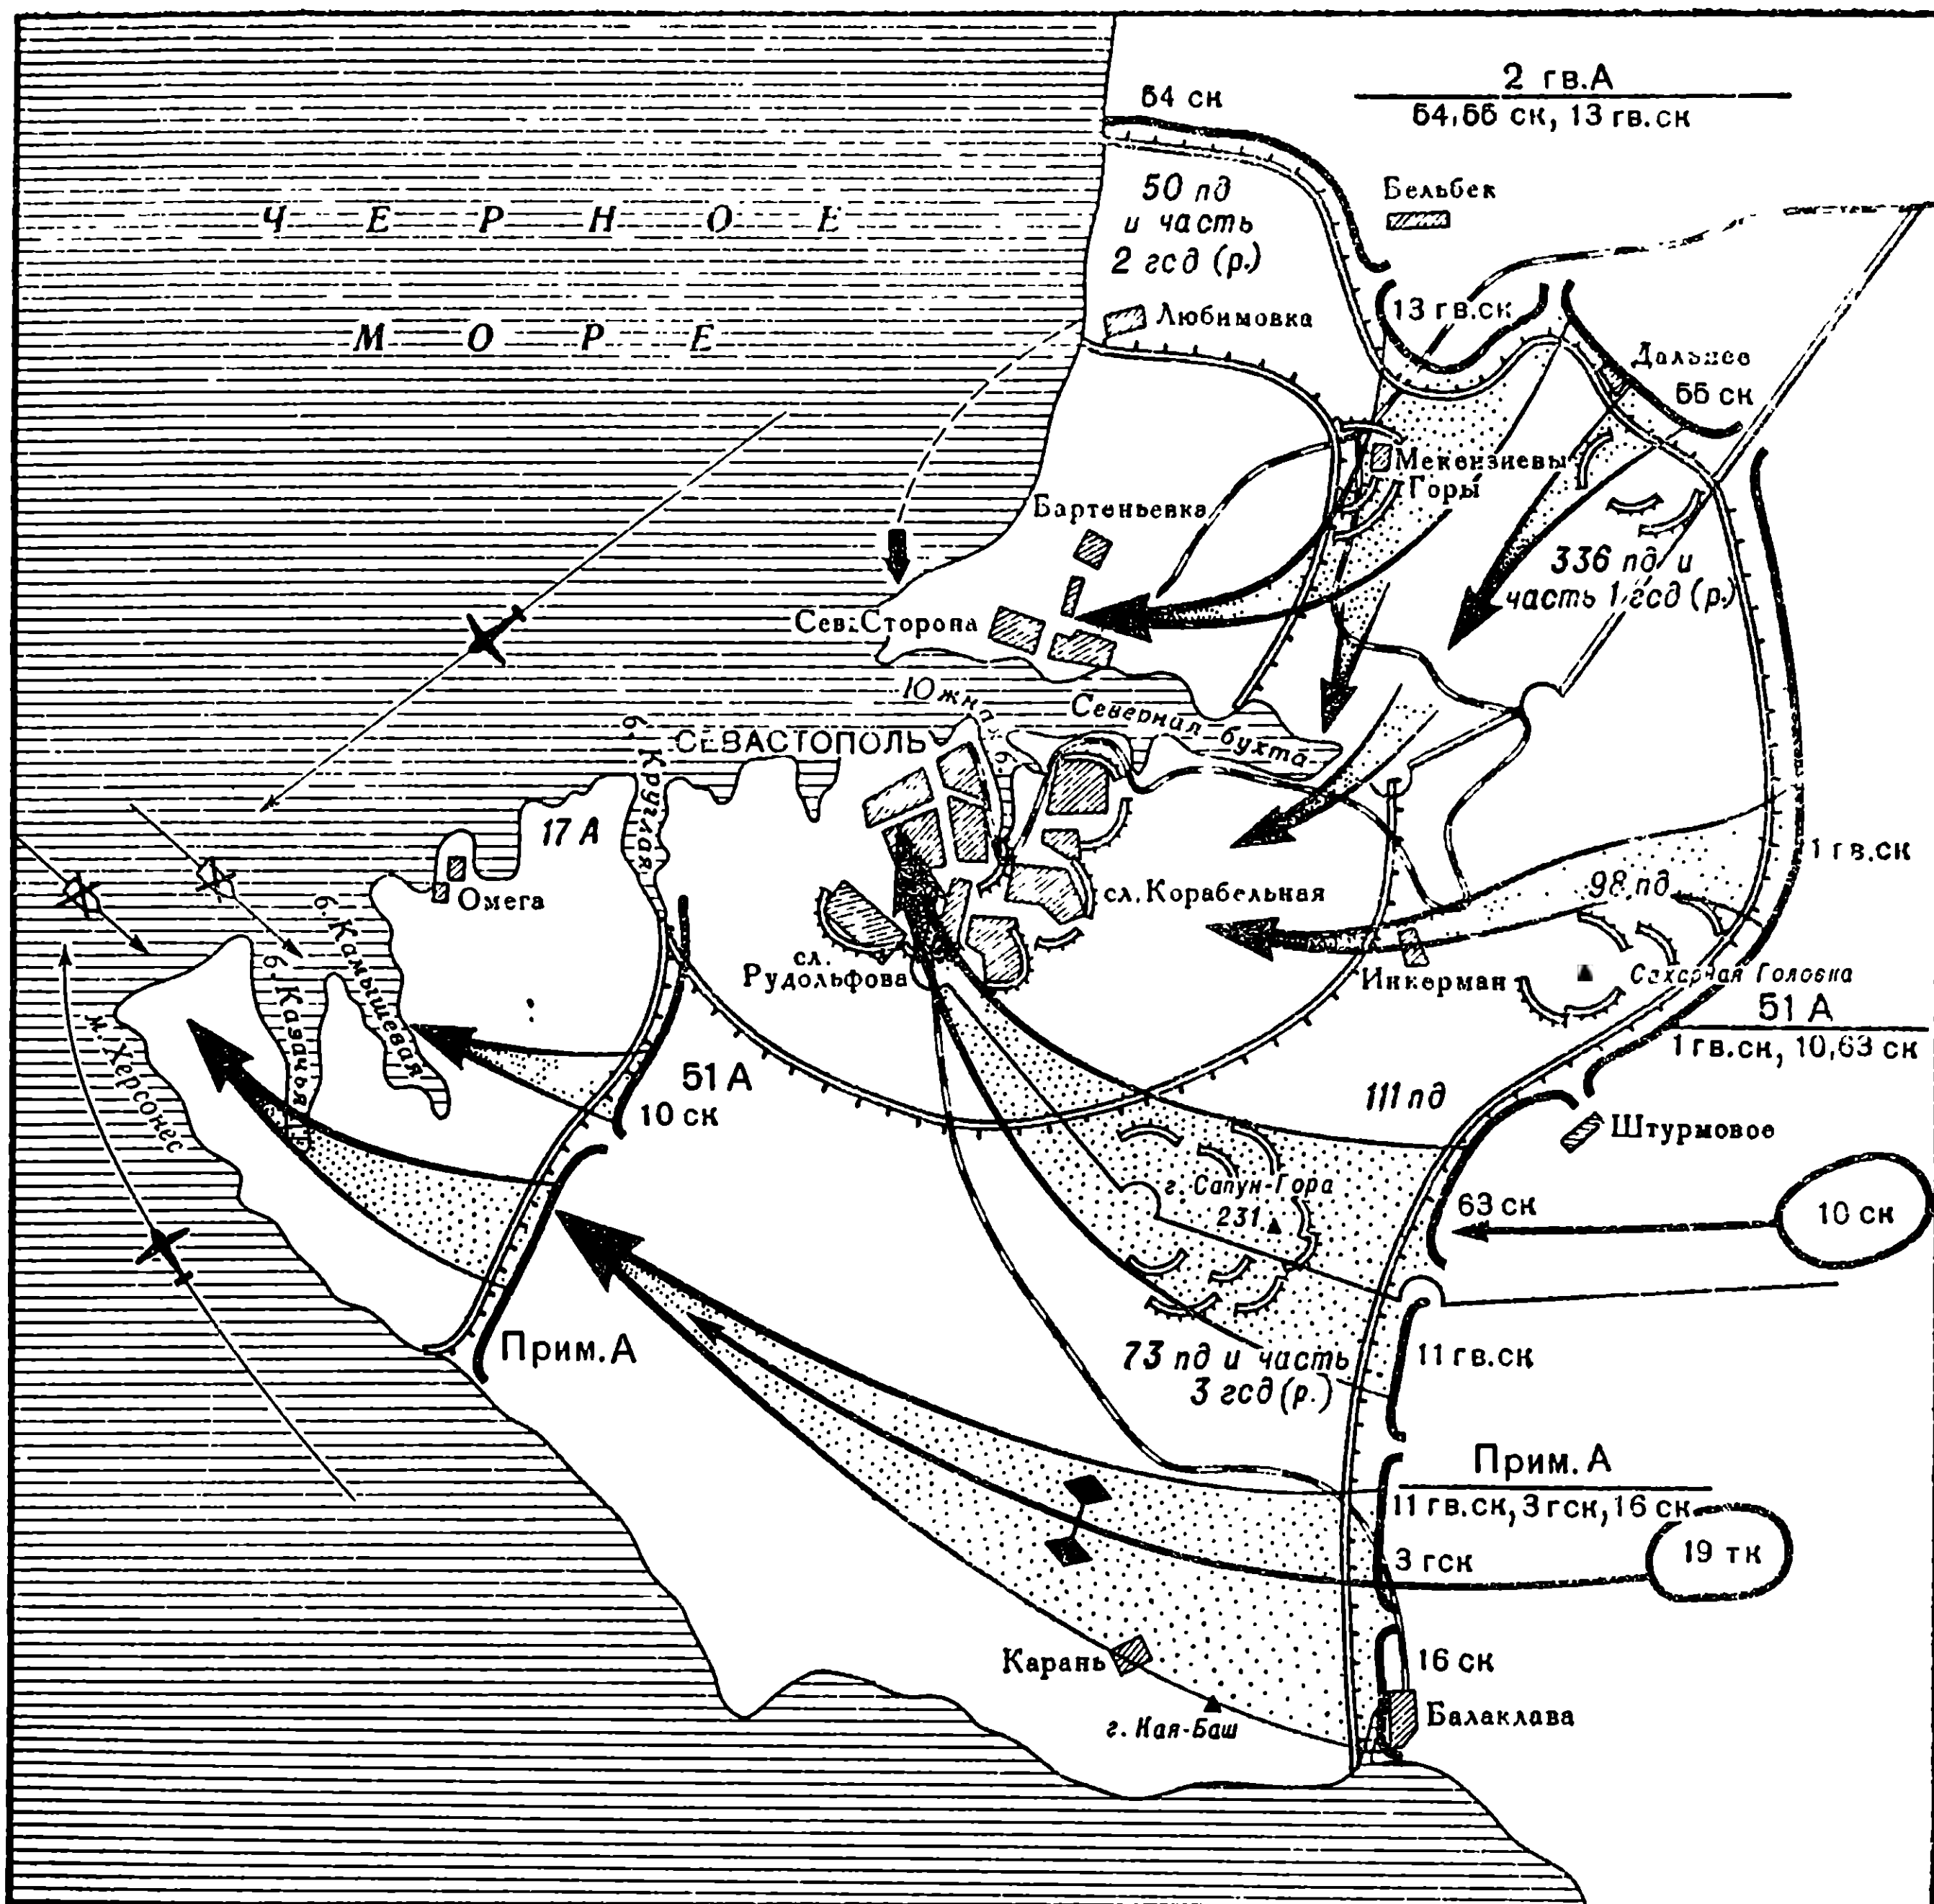 2 гв.А
54,55 ск, 13 гв.ск
54 ск
50 пд
и часть
2 гсд (р.)
Бельбек
ЧЕРНОЕ
МОРЕ
Любимовка
13 гв.ск
Дальнее
55 ск
Мекензиевы
Горы
Бартеньевка
336 пд и
часть 1 гсд (р.)
Сев. Сторона
Южная б.
Северная бухта
СЕВАСТОПОЛЬ
б. Круглая
17 А
1 гв.ск
98 пд
Омега
сл. Корабельная
б. Камышевая
б. Казачья
сл.
Рудольфова
Инкерман
Сахарная Головка
51 А
1 гв.ск, 10,63 ск
м. Херсонес
51 А
10 ск
111 пд
Штурмовое
г. Сапун-Гора
231
63 ск
10 ск
Прим. А
73 пд и часть
3 гсд (р.)
11 гв.ск
Прим. А
11 гв.ск, 3 гск, 16 ск
3 гск
19 тк
Карань
16 ск
г. Кая-Баш
Балаклава